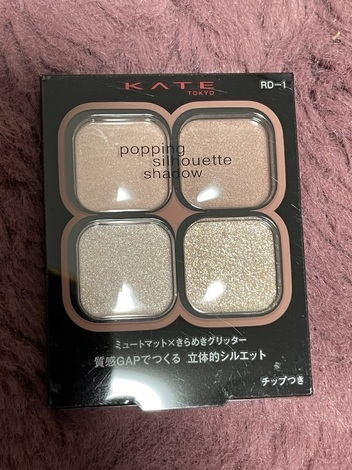 KATE
TOKYO
RD-1
popping
silhouette
shadow
ミュートマット×きらめきグリッター
質感GAPでつくる 立体的シルエット
チップつき